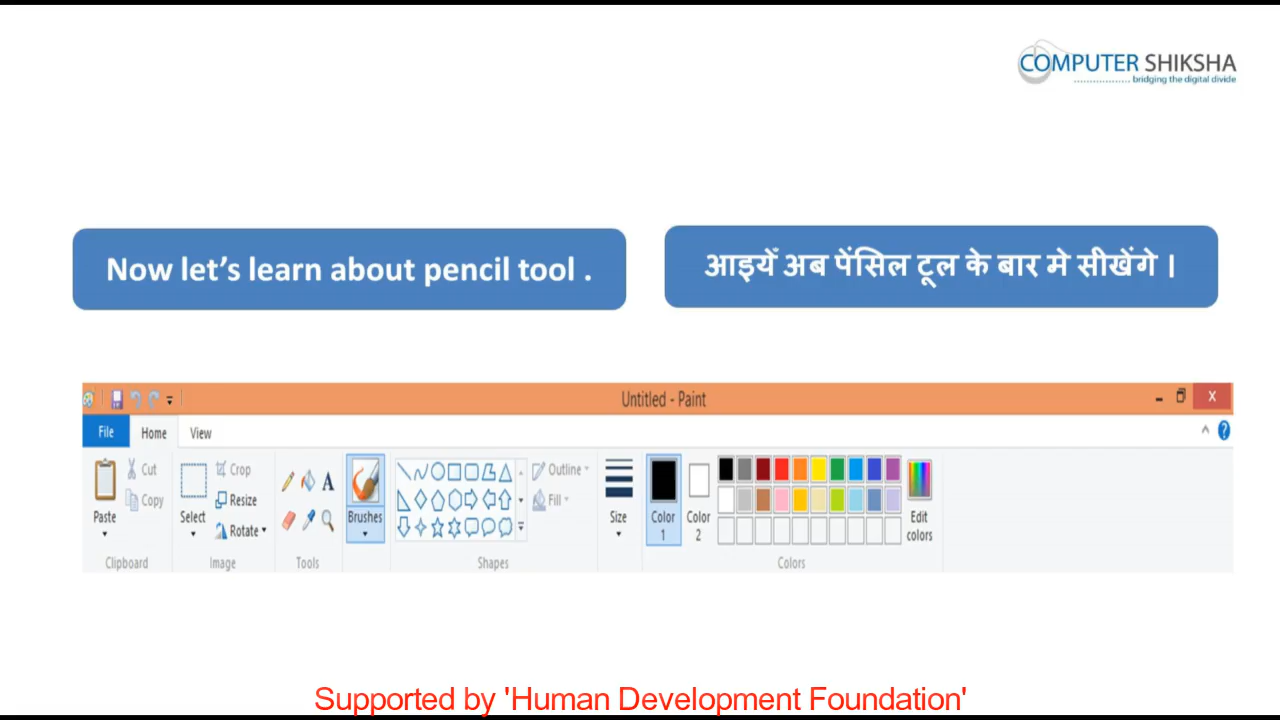 COMPUTER SHIKSHA
bridging the digital divide
Now let's learn about pencil tool .
आइयेँ अब पेंसिल टूल के बार मे सीखेंगे ।
Untitled - Paint
File Home View
Cut
Copy
Paste
Clipboard
Crop
Resize
Rotate
Select
Image
A
Tools
Brushes
Outline
Fill
Shapes
Size
Color 1
Color 2
Edit colors
Colors
Supported by 'Human Development Foundation'